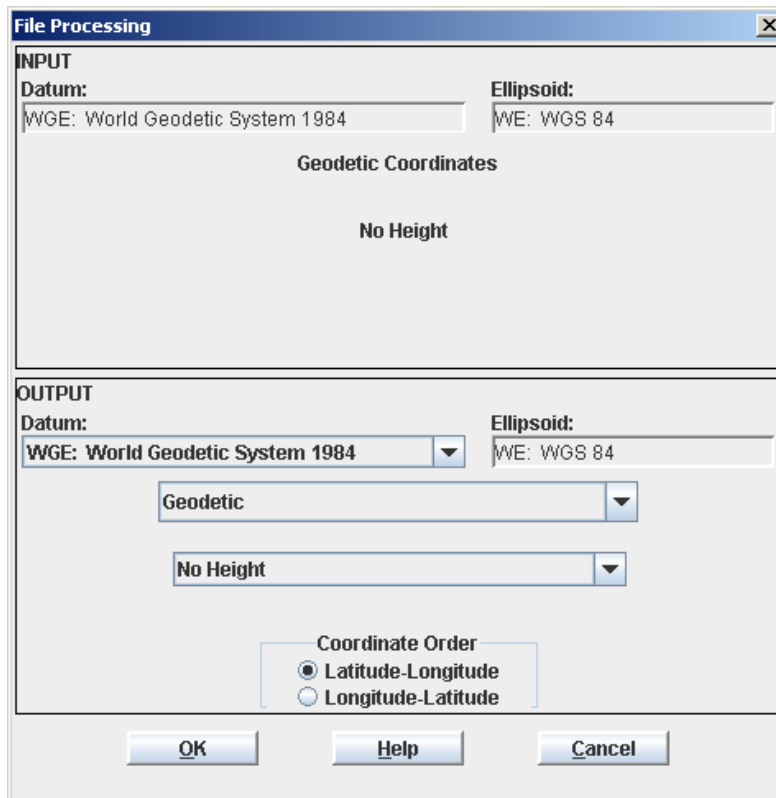 File Processing
INPUT
Datum: Ellipsoid:
WGE: World Geodetic System 1984 WE: WGS 84
Geodetic Coordinates
No Height
OUTPUT
Datum: Ellipsoid:
WGE: World Geodetic System 1984 WE: WGS 84
Geodetic
No Height
Coordinate Order
Latitude-Longitude
Longitude-Latitude
OK Help Cancel